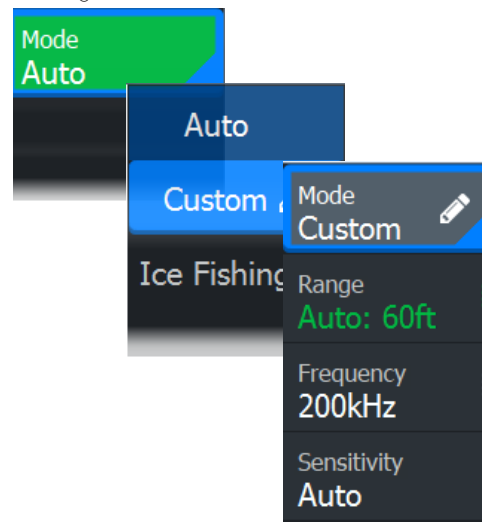 Mode
Auto
Auto
Custom
Ice Fishing
Mode
Custom
Range
Auto: 60ft
Frequency
200kHz
Sensitivity
Auto